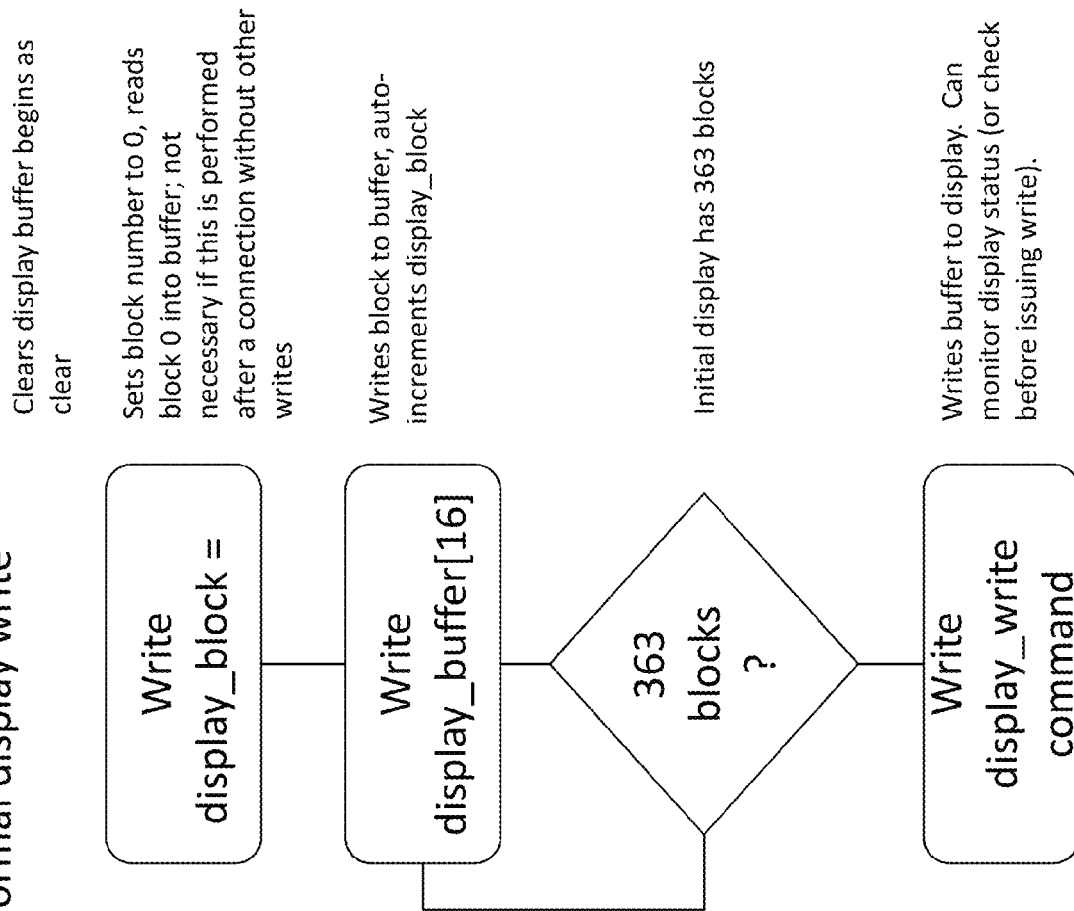 ormal display write
Clears display buffer begins as
clear
Write
display_block =
Sets block number to 0, reads
block 0 into buffer; not
necessary if this is performed
after a connection without other
writes
Write
display_buffer[16]
Writes block to buffer, auto-
increments display_block
363
blocks
?
Initial display has 363 blocks
Write
display_write
command
Writes buffer to display. Can
monitor display status (or check
before issuing write).